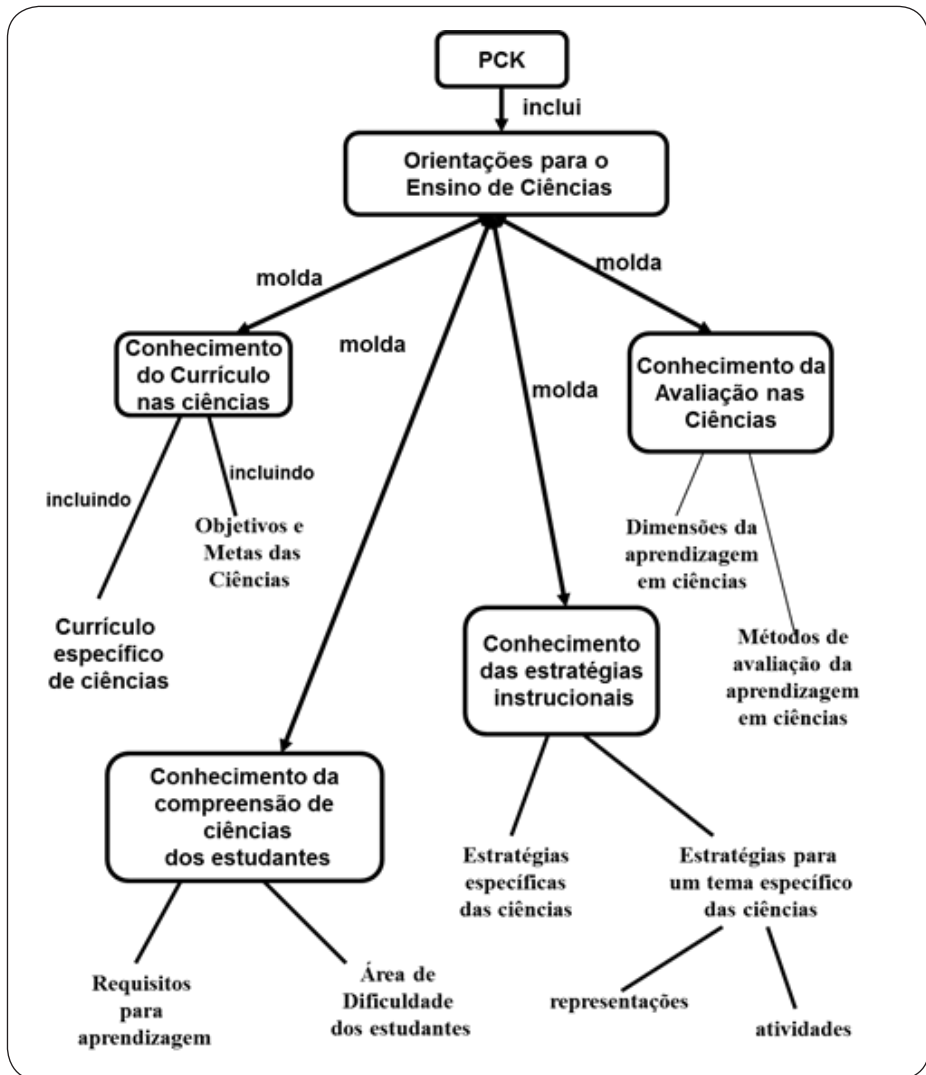 PCK
inclui
Orientações para o
Ensino de Ciências
molda
molda
molda
molda
Conhecimento
do Currículo
nas ciências
Conhecimento da
Avaliação nas
Ciências
incluindo
incluindo
Objetivos e
Metas das
Ciências
Currículo
específico
de ciências
Dimensões da
aprendizagem
em ciências
Métodos de
avaliação da
aprendizagem
em ciências
Conhecimento
das estratégias
instrucionais
Conhecimento da
compreensão de
ciências
dos estudantes
Estratégias
específicas
das ciências
Estratégias para
um tema específico
das ciências
Requisitos
para
aprendizagem
Área de
Dificuldade
dos estudantes
representações
atividades